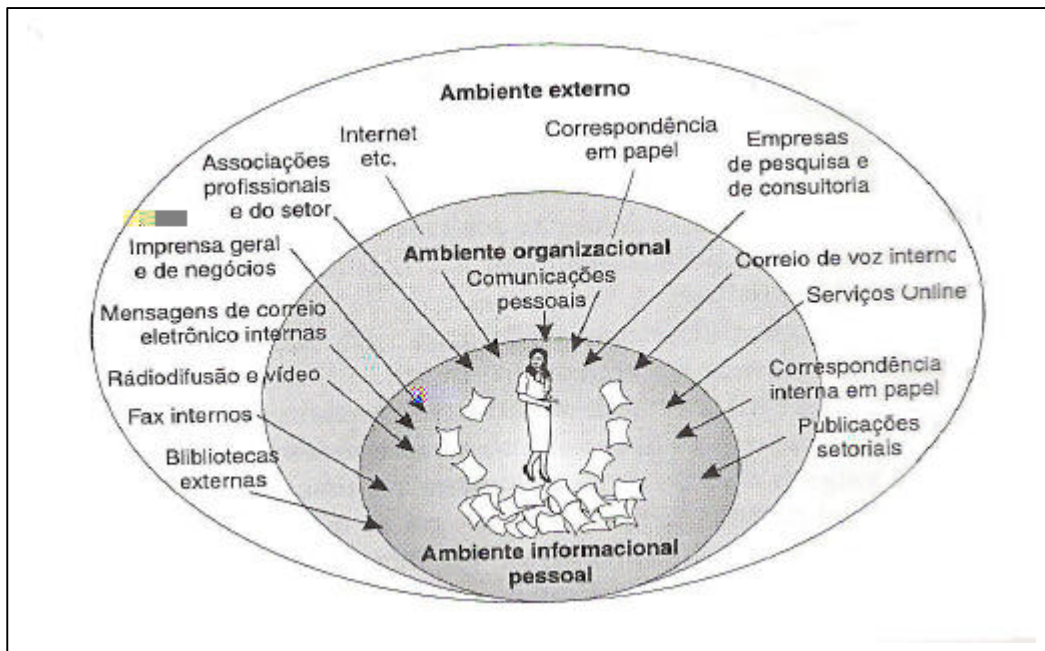 Ambiente externo
Internet
etc.
Correspondência
em papel
Empresas
de pesquisa e
de consultoria
Associações
profissionais
e do setor
Imprensa geral
e de negócios
Ambiente organizacional
Comunicações
pessoais
Correio de voz interno
Serviços Online
Mensagens de correio
eletrônico internas
Rádiodifusão e vídeo
Correspondência
interna em papel
Fax internos
Publicações
setoriais
Blibliotecas
externas
Ambiente informacional
pessoal